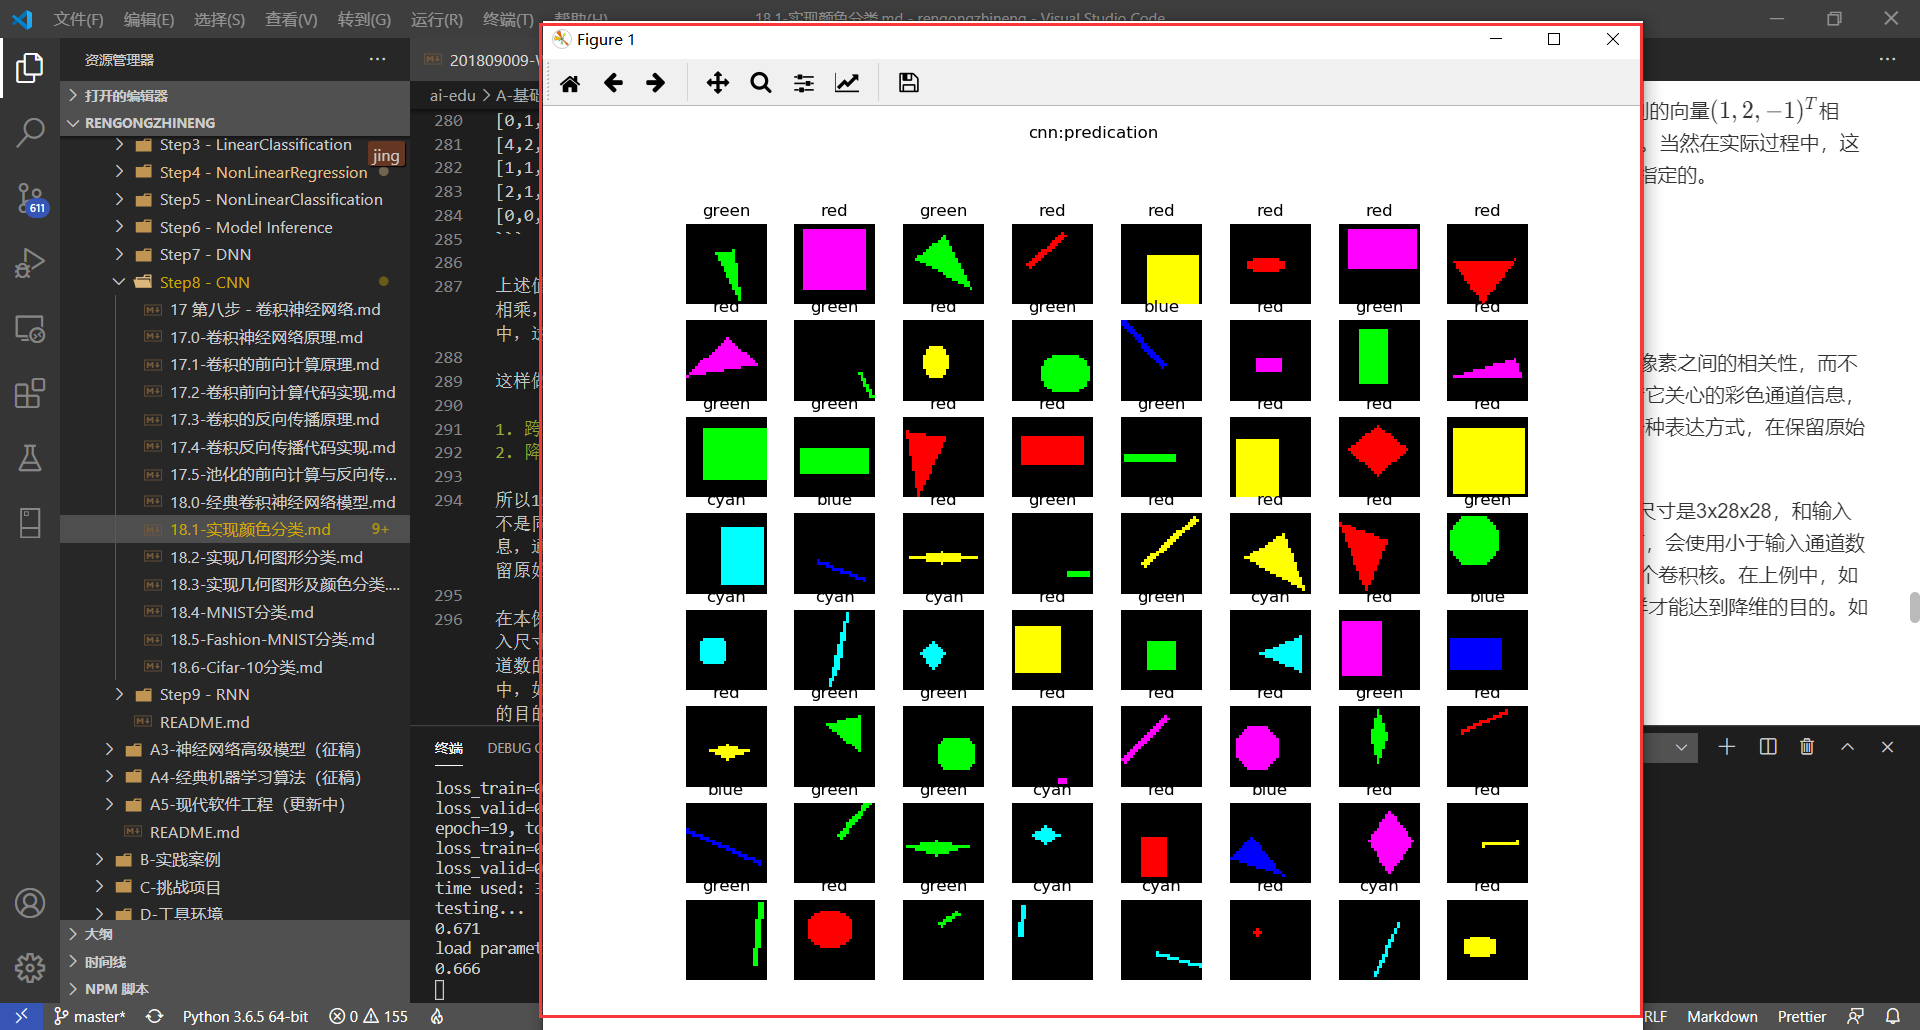 文件(F) 编辑(E) 选择(S) 查看(V) 转到(G) 运行(R) 终端(T) 帮助(H)
18.1-实现颜色分类.md - rengongzhineng - Visual Studio Code
资源管理器
打开的编辑器
RENGONGZHINENG
Step3 - LinearClassification
jing
Step4 - NonLinearRegression
Step5 - NonLinearClassification
Step6 - Model Inference
Step7 - DNN
Step8 - CNN
17 第八步 - 卷积神经网络.md
17.0-卷积神经网络原理.md
17.1-卷积的前向计算原理.md
17.2-卷积前向计算代码实现.md
17.3-卷积的反向传播原理.md
17.4-卷积反向传播代码实现.md
17.5-池化的前向计算与反向传...
18.0-经典卷积神经网络模型.md
18.1-实现颜色分类.md 9+
18.2-实现几何图形分类.md
18.3-实现几何图形及颜色分类....
18.4-MNIST分类.md
18.5-Fashion-MNIST分类.md
18.6-Cifar-10分类.md
Step9 - RNN
README.md
A3-神经网络高级模型（征稿）
A4-经典机器学习算法（征稿）
A5-现代软件工程（更新中）
README.md
B-实践案例
C-挑战项目
D-工具环境
大纲
时间线
NPM 脚本
611
201809009-
ai-edu > A-基础
280 [0,1,
281 [4,2,
282 [1,1,
283 [2,1,
284 [0,0,
285 ```
286
287 上述值
相乘,
中，这
288
289 这样做
290
291 1. 跨
292 2. 降
293
294 所以1
不是同
息，通
留原始
295
296 在本例
入尺寸
道数的
中，如
的目的
终端 DEBUG C
loss_train=0
loss_valid=0
epoch=19, to
loss_train=0
loss_valid=0
time used: 3
testing...
0.671
load paramet
0.666
Figure 1
cnn:predication
green red green red red red red red
red green red green blue red green red
green green red red green red red red
cyan blue red green red red red green
cyan cyan cyan red green cyan red blue
red green green red red red green red
blue green green cyan red blue red red
green red green cyan cyan red cyan red
的向量(1, 2, −1)^T相
。当然在实际过程中，这
指定的。
像素之间的相关性，而不
它关心的彩色通道信息，
种表达方式，在保留原始
尺寸是3x28x28，和输入
，会使用小于输入通道数
个卷积核。在上例中，如
才能达到降维的目的。如
master* Python 3.6.5 64-bit 0 155
RLF Markdown Prettier